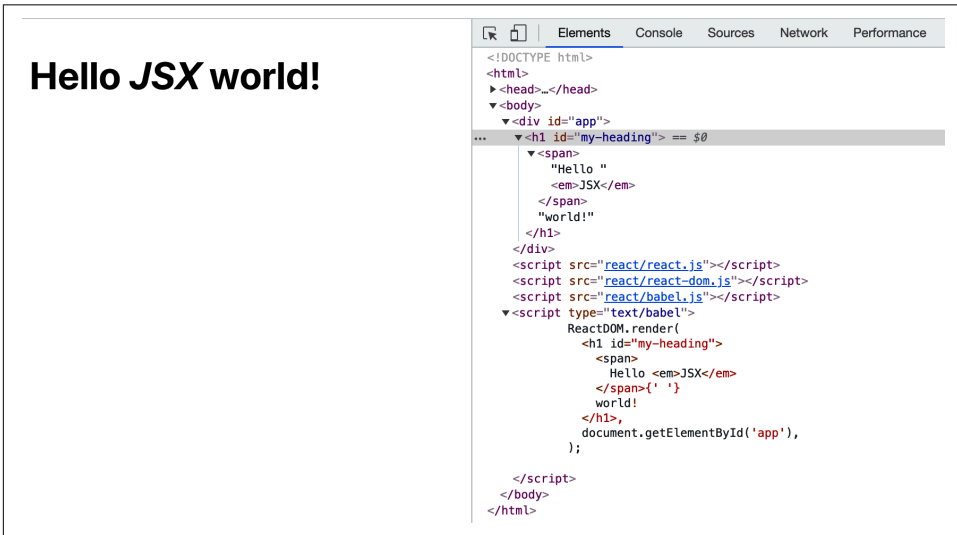 Hello JSX world!
Elements Console Sources Network Performance
<!DOCTYPE html>
<html>
▶<head>…</head>
▼<body>
▼<div id="app">
… ▼<h1 id="my-heading"> == $0
▼<span>
"Hello "
<em>JSX</em>
</span>
"world!"
</h1>
</div>
<script src="react/react.js"></script>
<script src="react/react-dom.js"></script>
<script src="react/babel.js"></script>
▼<script type="text/babel">
ReactDOM.render(
<h1 id="my-heading">
<span>
Hello <em>JSX</em>
</span>{' '}
world!
</h1>,
document.getElementById('app'),
);
</script>
</body>
</html>